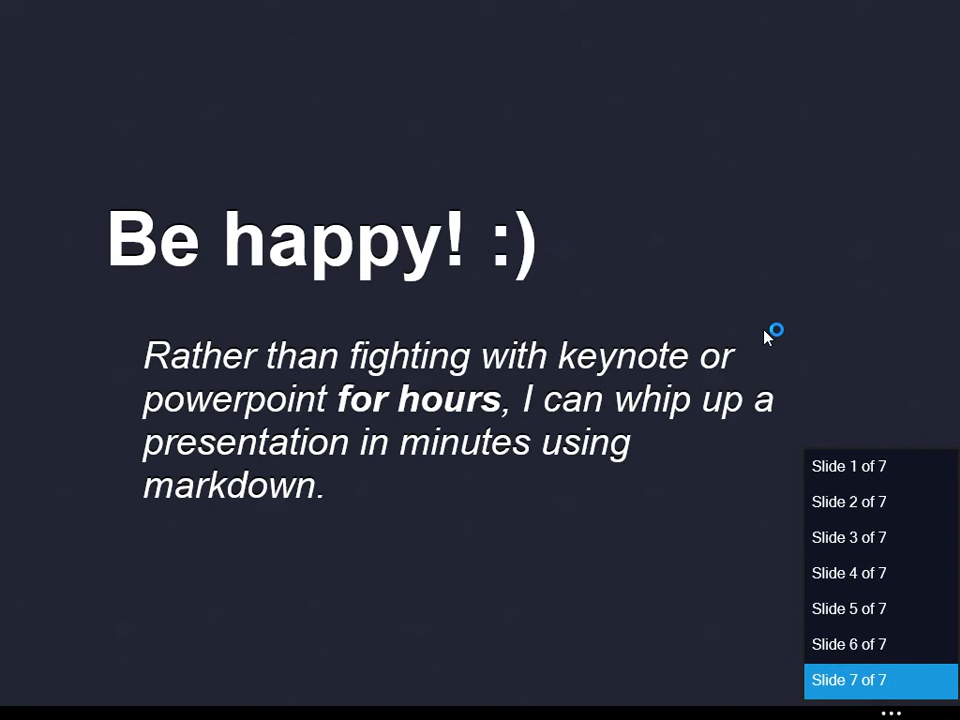 Be happy! :)
Rather than fighting with keynote or
powerpoint for hours, I can whip up a
presentation in minutes using
markdown.
Slide 1 of 7
Slide 2 of 7
Slide 3 of 7
Slide 4 of 7
Slide 5 of 7
Slide 6 of 7
Slide 7 of 7